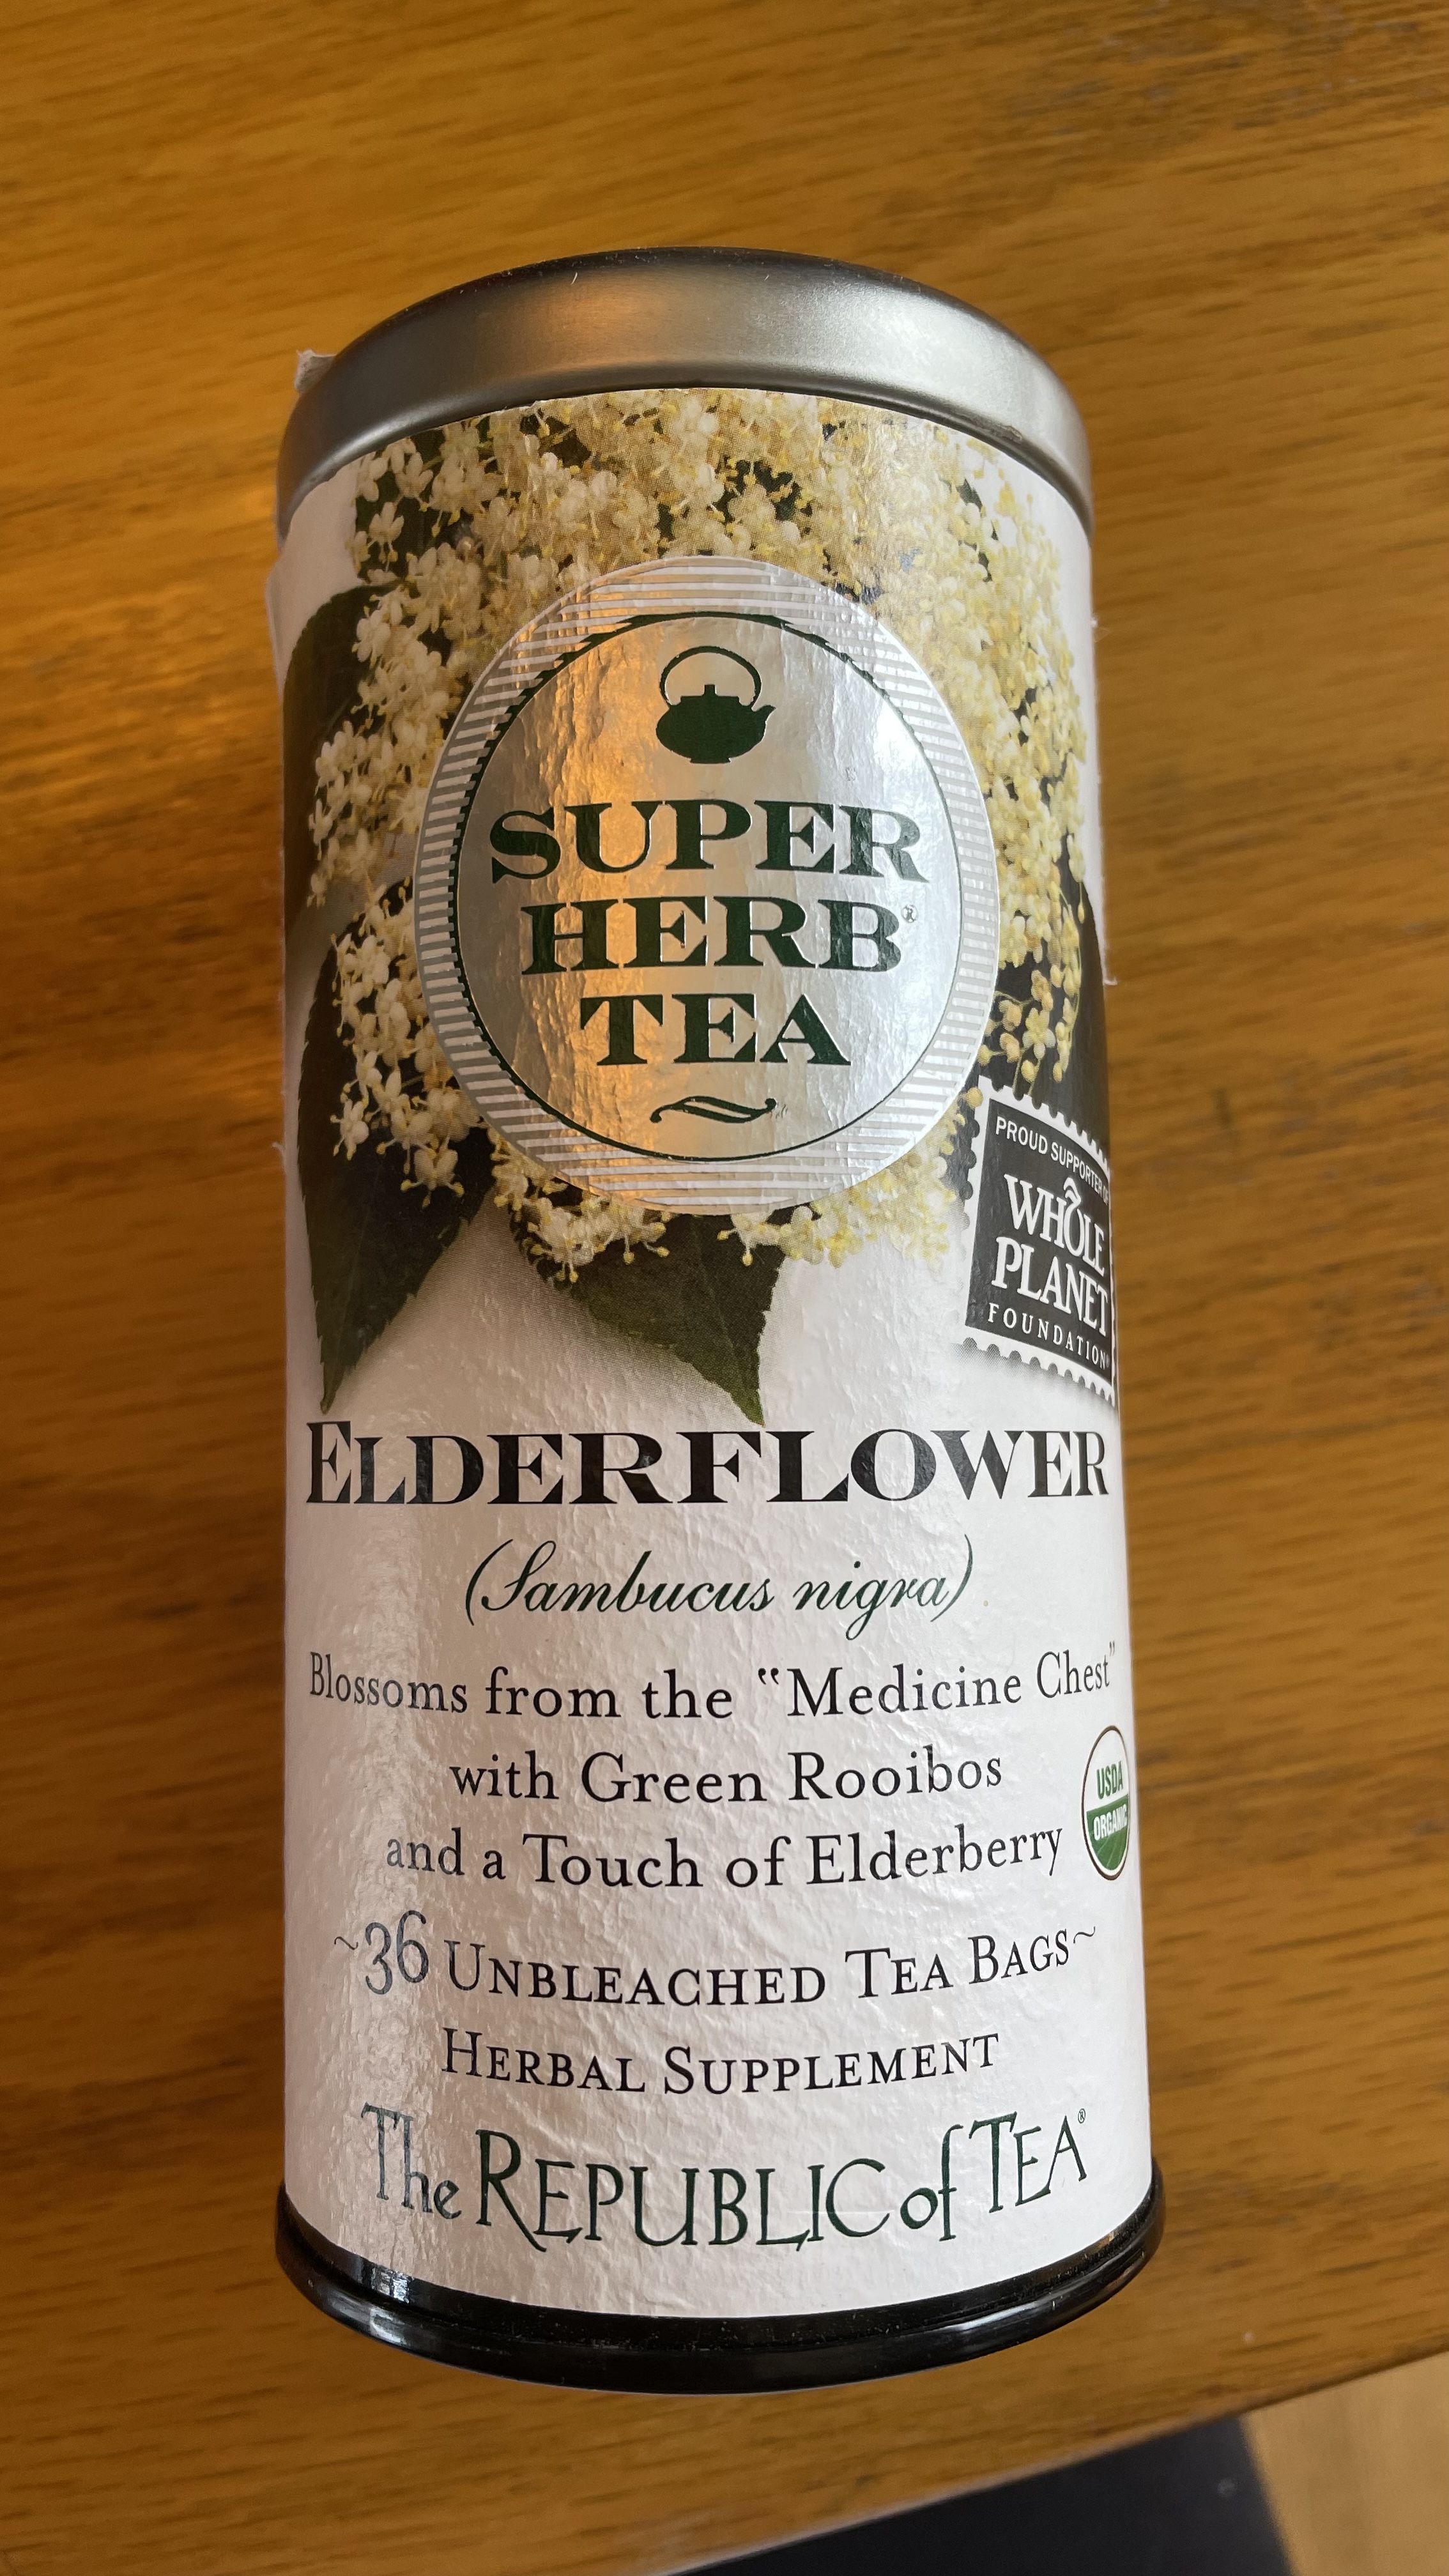 SUPER
HERB®
TEA
PROUD SUPPORTER OF
WHOLE
PLANET
FOUNDATION®
ELDERFLOWER
(Sambucus nigra)
Blossoms from the "Medicine Chest"
with Green Rooibos
and a Touch of Elderberry
USDA
ORGANIC
~36 UNBLEACHED TEA BAGS~
HERBAL SUPPLEMENT
The REPUBLIC of TEA®